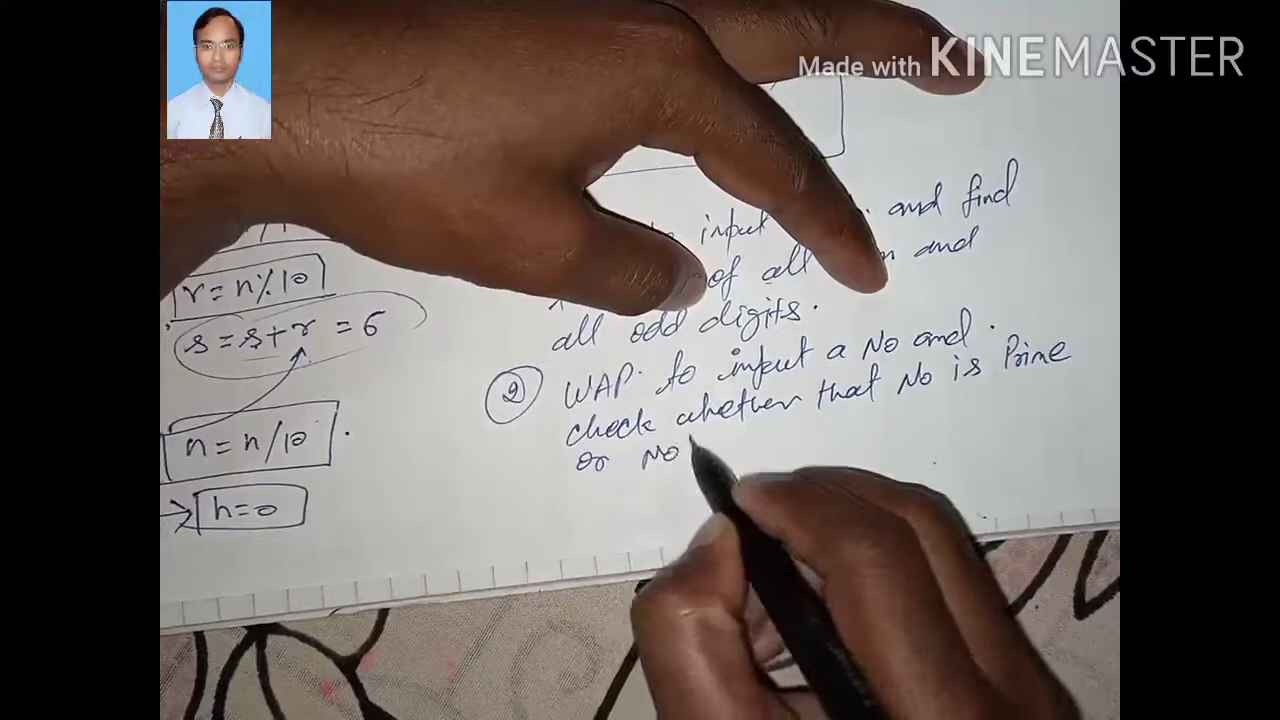 Made with KINEMASTER
r = n%10
s = s+r = 6
n = n/10
n=0
input and find
of all and
all odd digits.
2 WAP. to input a No and.
check whether that No is Prime
or No